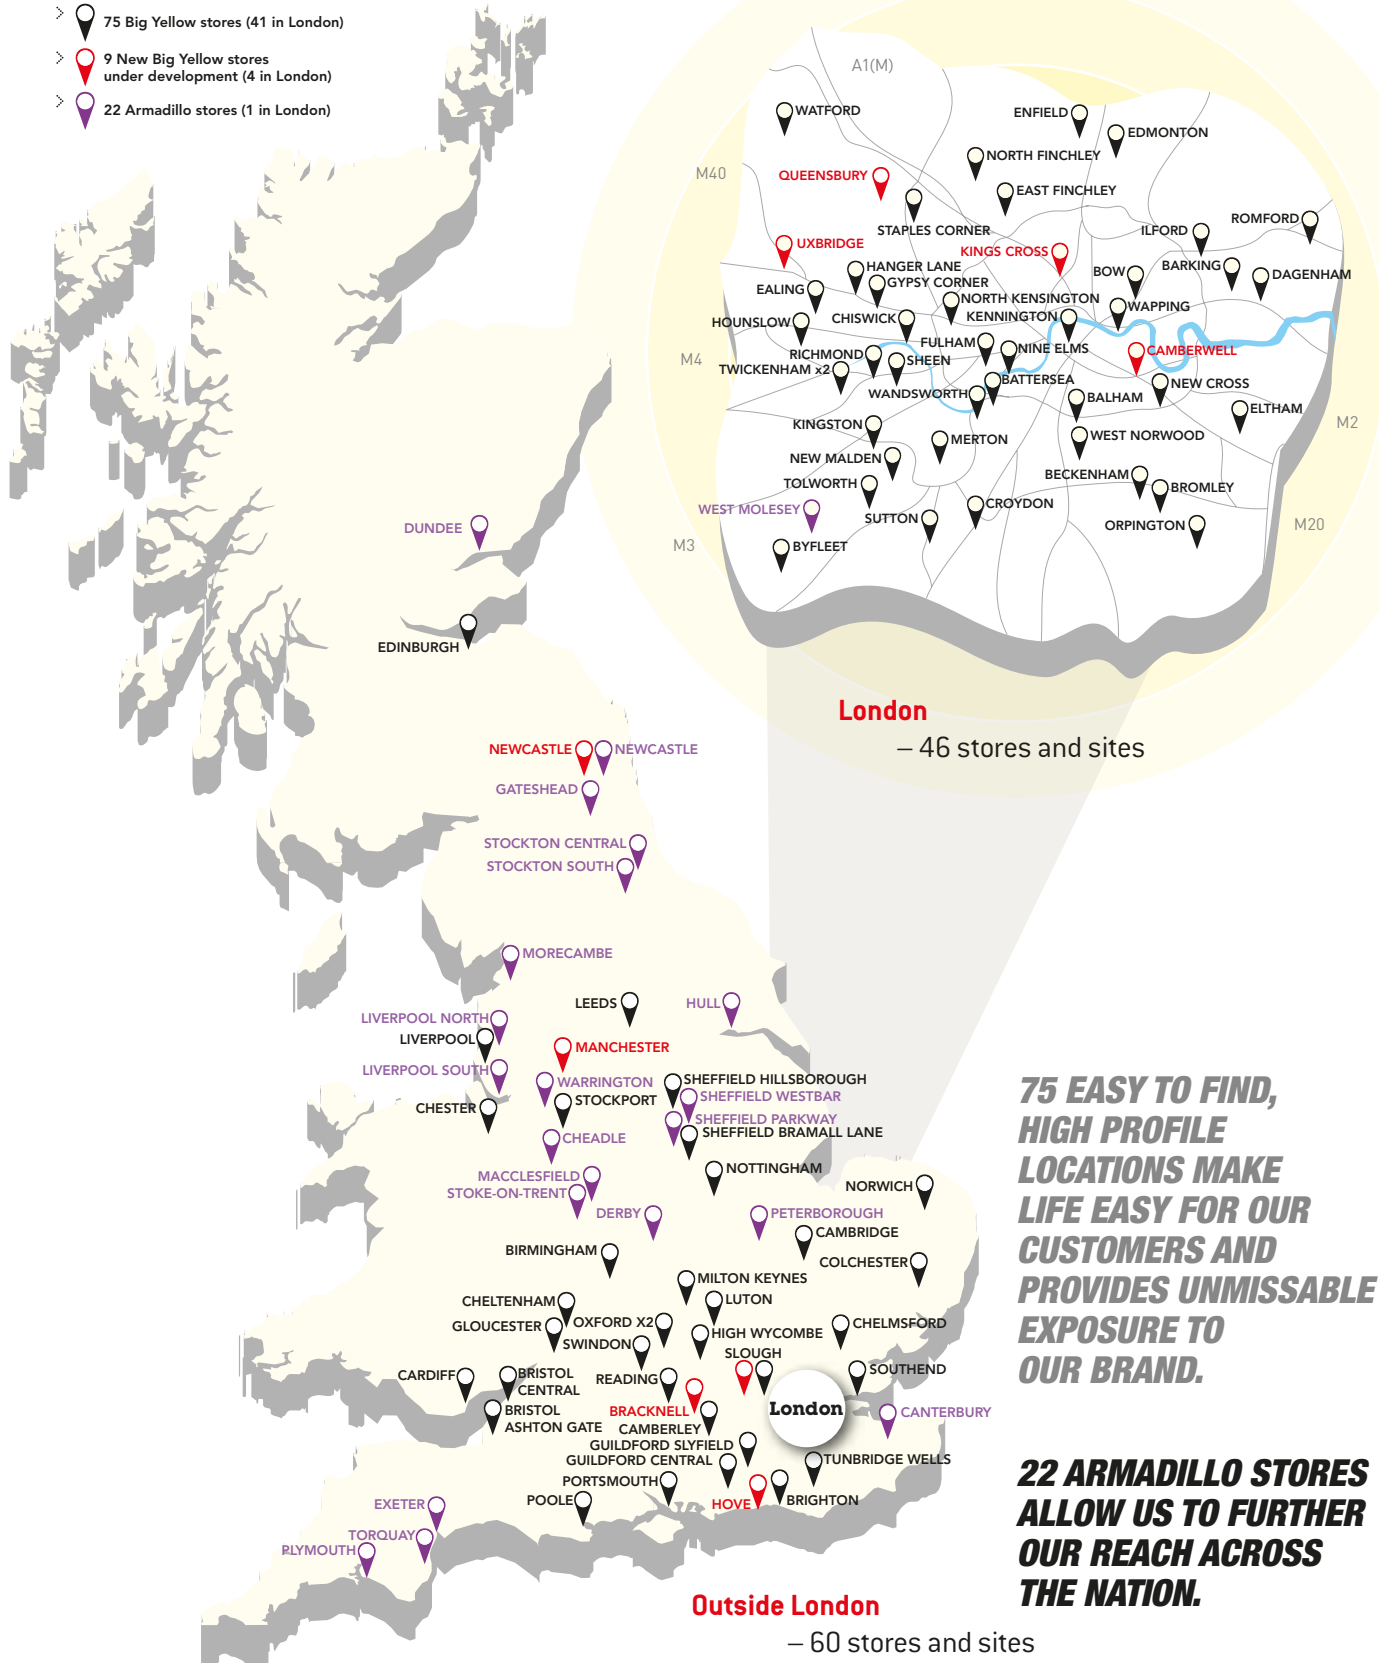 75 Big Yellow stores (41 in London)
9 New Big Yellow stores
under development (4 in London)
22 Armadillo stores (1 in London)
A1(M)
WATFORD
ENFIELD
EDMONTON
NORTH FINCHLEY
M40
QUEENSBURY
EAST FINCHLEY
STAPLES CORNER
ROMFORD
ILFORD
UXBRIDGE
KINGS CROSS
HANGER LANE
BOW
BARKING
DAGENHAM
GYPSY CORNER
EALING
NORTH KENSINGTON
WAPPING
HOUNSLOW
CHISWICK
KENNINGTON
FULHAM
NINE ELMS
CAMBERWELL
RICHMOND
M4
SHEEN
TWICKENHAM x2
BATTERSEA
NEW CROSS
WANDSWORTH
BALHAM
ELTHAM
KINGSTON
M2
MERTON
WEST NORWOOD
NEW MALDEN
BECKENHAM
TOLWORTH
BROMLEY
WEST MOLESEY
CROYDON
SUTTON
ORPINGTON
M20
M3
BYFLEET
DUNDEE
EDINBURGH
London
– 46 stores and sites
NEWCASTLE
NEWCASTLE
GATESHEAD
STOCKTON CENTRAL
STOCKTON SOUTH
MORECAMBE
LEEDS
HULL
LIVERPOOL NORTH
LIVERPOOL
MANCHESTER
LIVERPOOL SOUTH
WARRINGTON
SHEFFIELD HILLSBOROUGH
SHEFFIELD WESTBAR
STOCKPORT
CHESTER
SHEFFIELD PARKWAY
SHEFFIELD BRAMALL LANE
CHEADLE
NOTTINGHAM
MACCLESFIELD
STOKE-ON-TRENT
NORWICH
DERBY
PETERBOROUGH
CAMBRIDGE
BIRMINGHAM
COLCHESTER
MILTON KEYNES
CHELTENHAM
LUTON
GLOUCESTER
OXFORD X2
CHELMSFORD
HIGH WYCOMBE
SWINDON
SLOUGH
CARDIFF
BRISTOL
CENTRAL
READING
SOUTHEND
BRISTOL
ASHTON GATE
BRACKNELL
London
CANTERBURY
CAMBERLEY
GUILDFORD SLYFIELD
GUILDFORD CENTRAL
TUNBRIDGE WELLS
PORTSMOUTH
POOLE
HOVE
BRIGHTON
EXETER
TORQUAY
PLYMOUTH
75 EASY TO FIND,
HIGH PROFILE
LOCATIONS MAKE
LIFE EASY FOR OUR
CUSTOMERS AND
PROVIDES UNMISSABLE
EXPOSURE TO
OUR BRAND.
22 ARMADILLO STORES
ALLOW US TO FURTHER
OUR REACH ACROSS
THE NATION.
Outside London
– 60 stores and sites